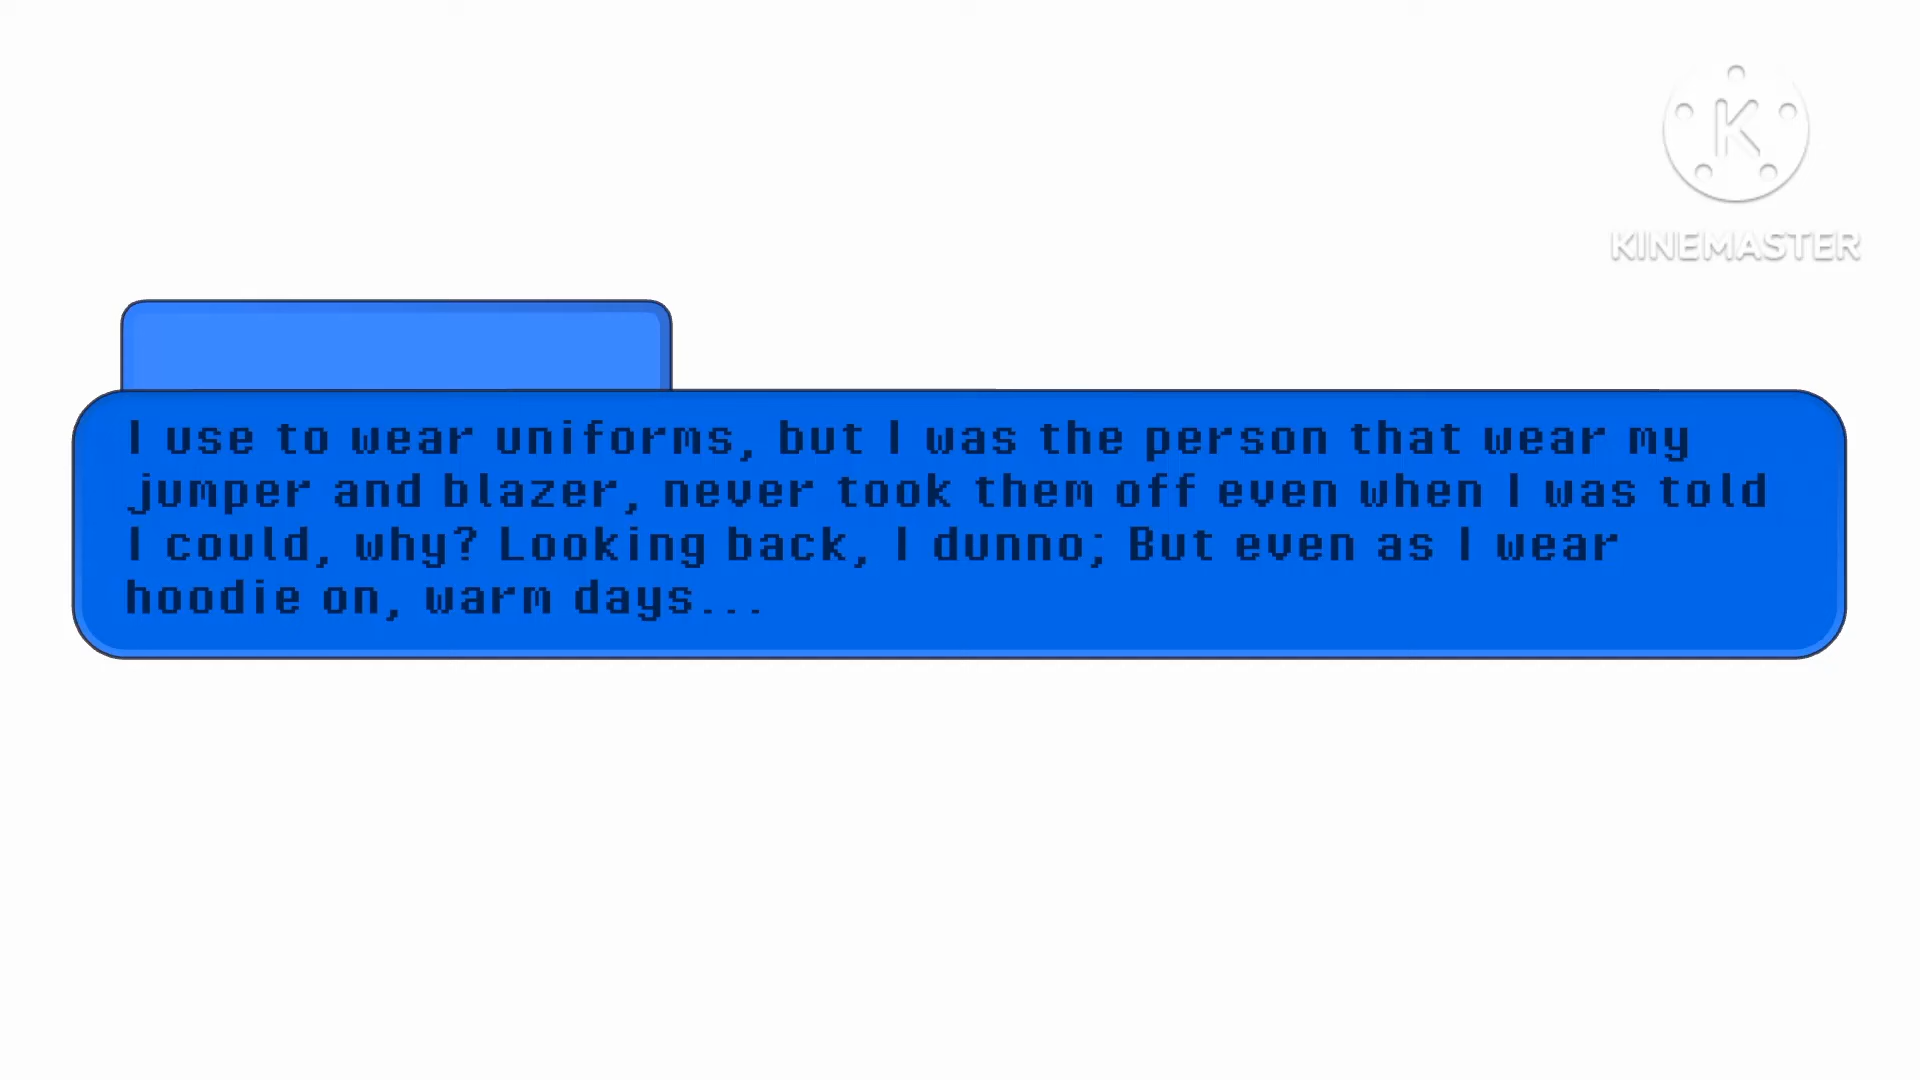 KINEMASTER
I use to wear uniforms, but I was the person that wear my
jumper and blazer, never took them off even when I was told
I could, why? Looking back, I dunno; But even as I wear
hoodie on, warm days...